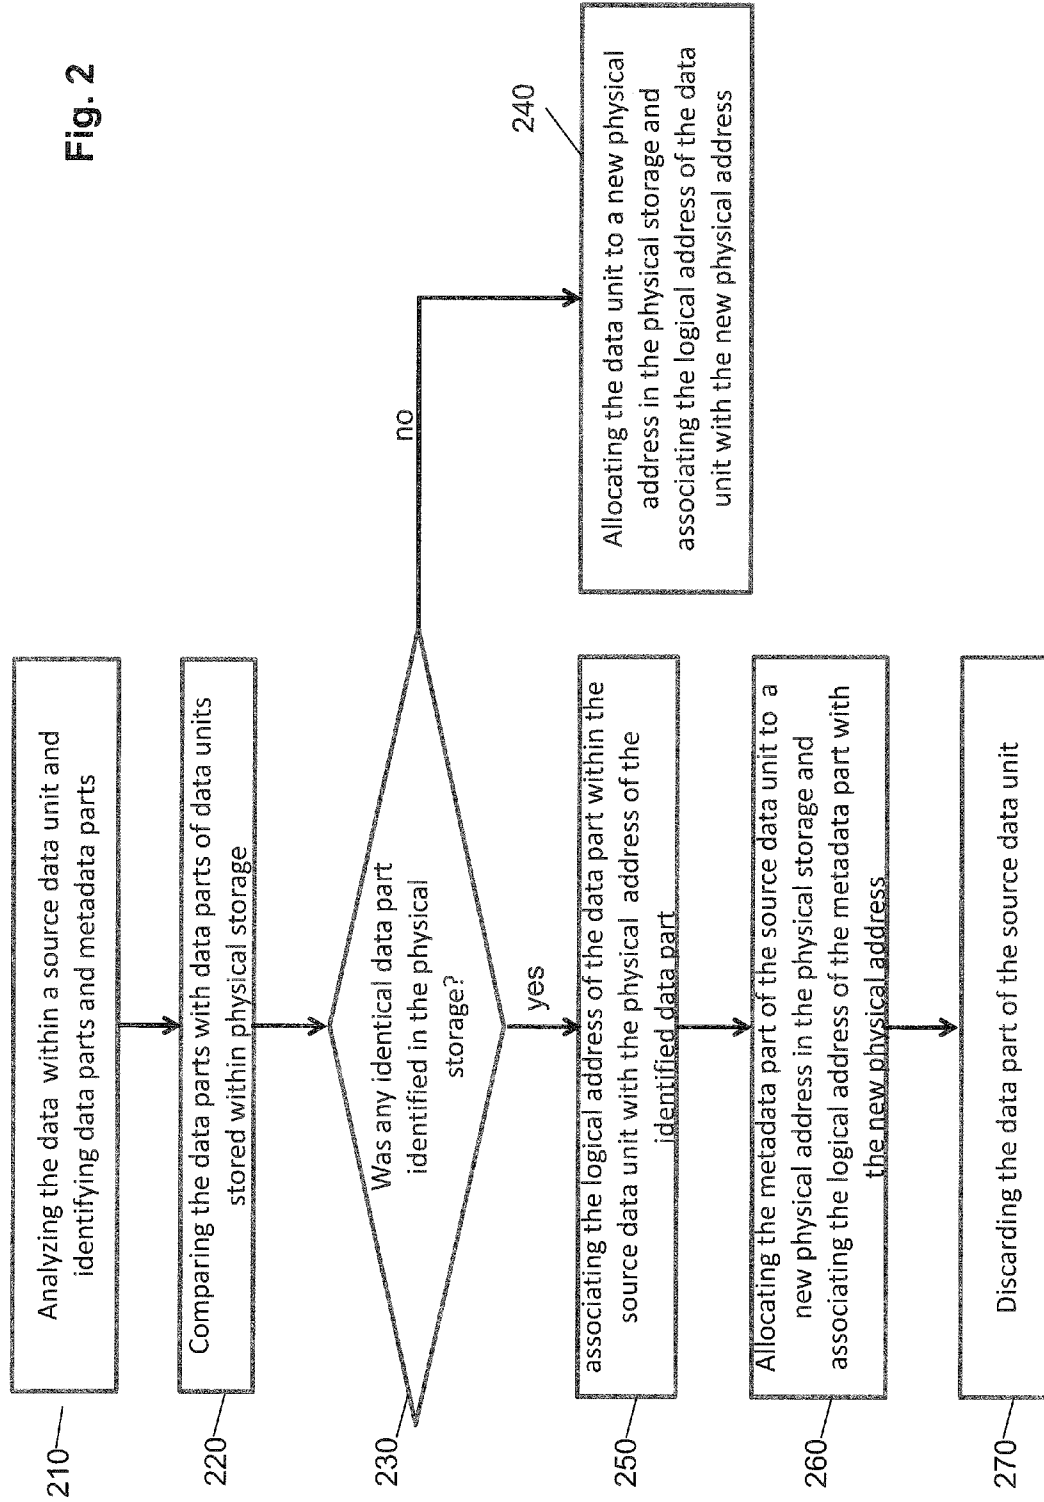 Fig. 2
210
Analyzing the data within a source data unit and
identifying data parts and metadata parts
220
Comparing the data parts with data parts of data units
stored within physical storage
230
Was any identical data part
identified in the physical
storage?
no
240
Allocating the data unit to a new physical
address in the physical storage and
associating the logical address of the data
unit with the new physical address
yes
250
associating the logical address of the data part within the
source data unit with the physical address of the
identified data part
260
Allocating the metadata part of the source data unit to a
new physical address in the physical storage and
associating the logical address of the metadata part with
the new physical address
270
Discarding the data part of the source data unit